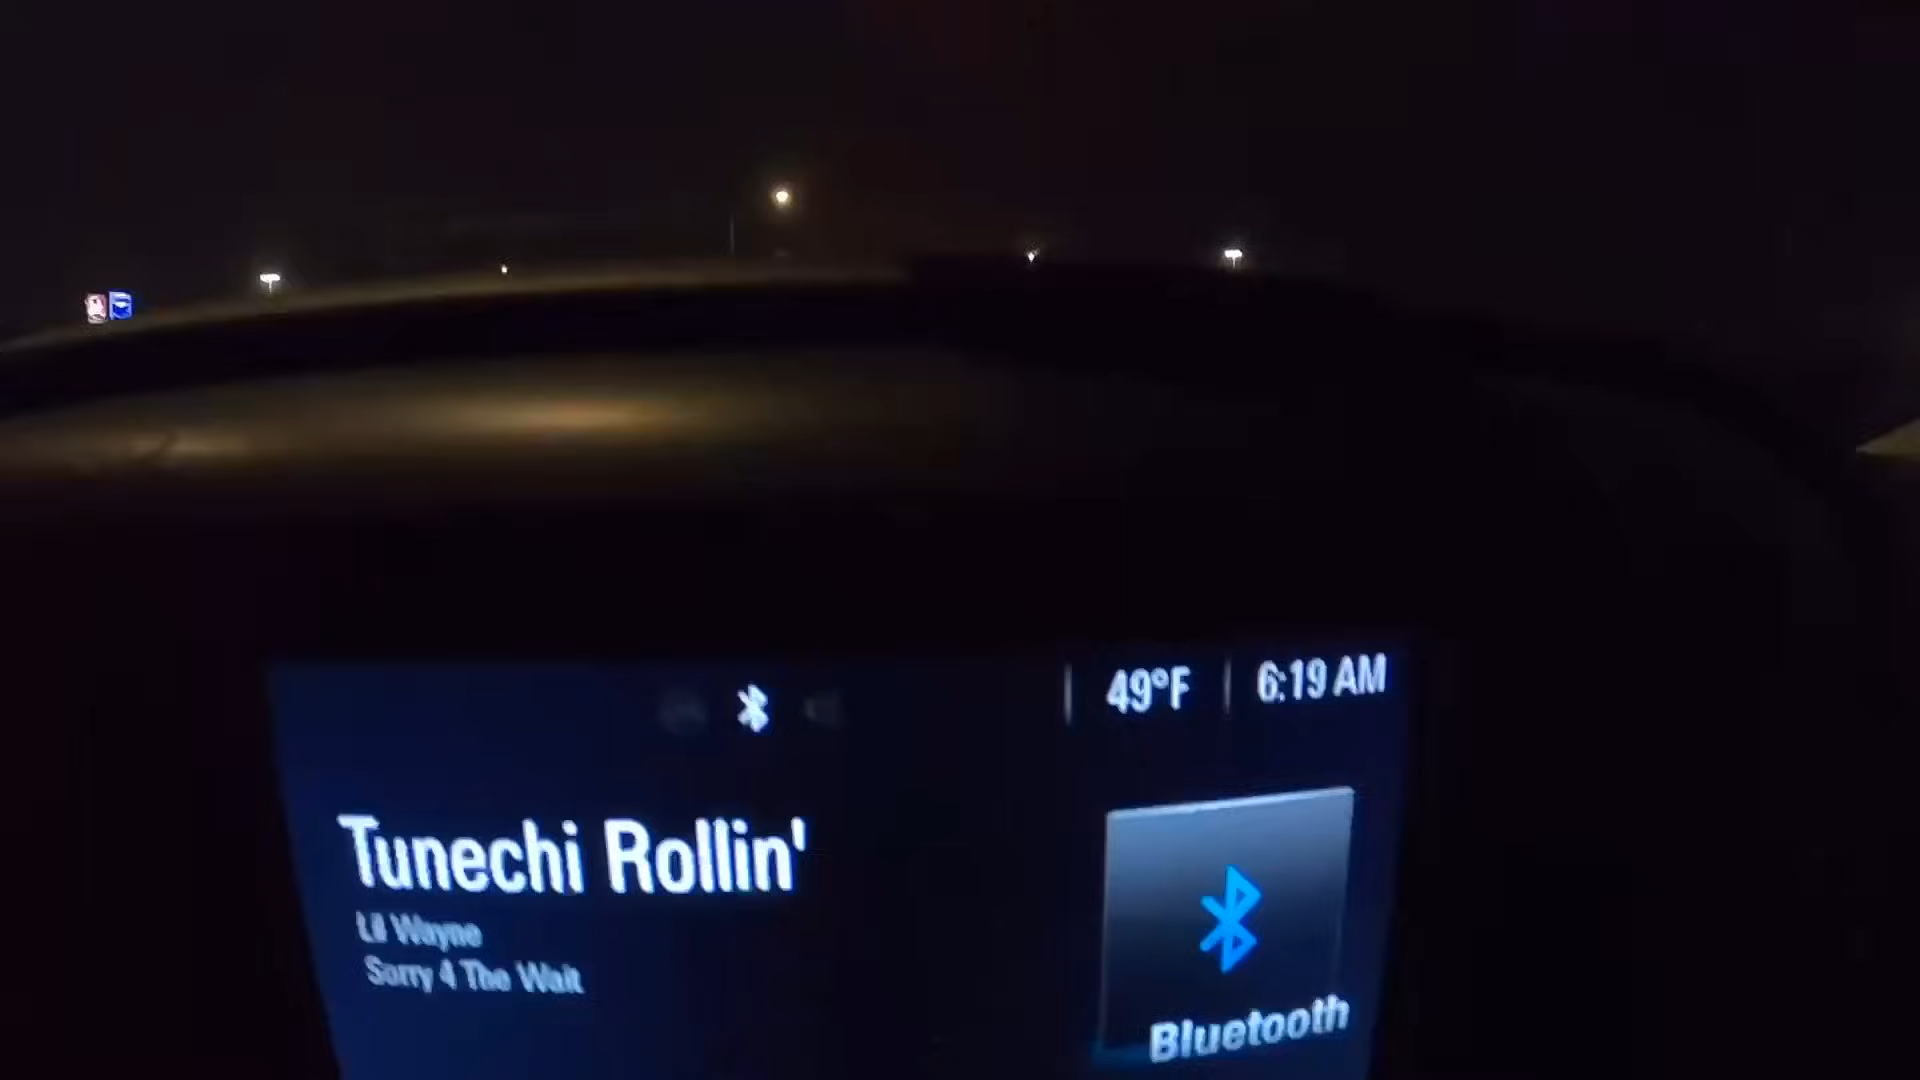 49°F
6:19 AM
Tunechi Rollin'
Lil Wayne
Sorry 4 The Wait
Bluetooth